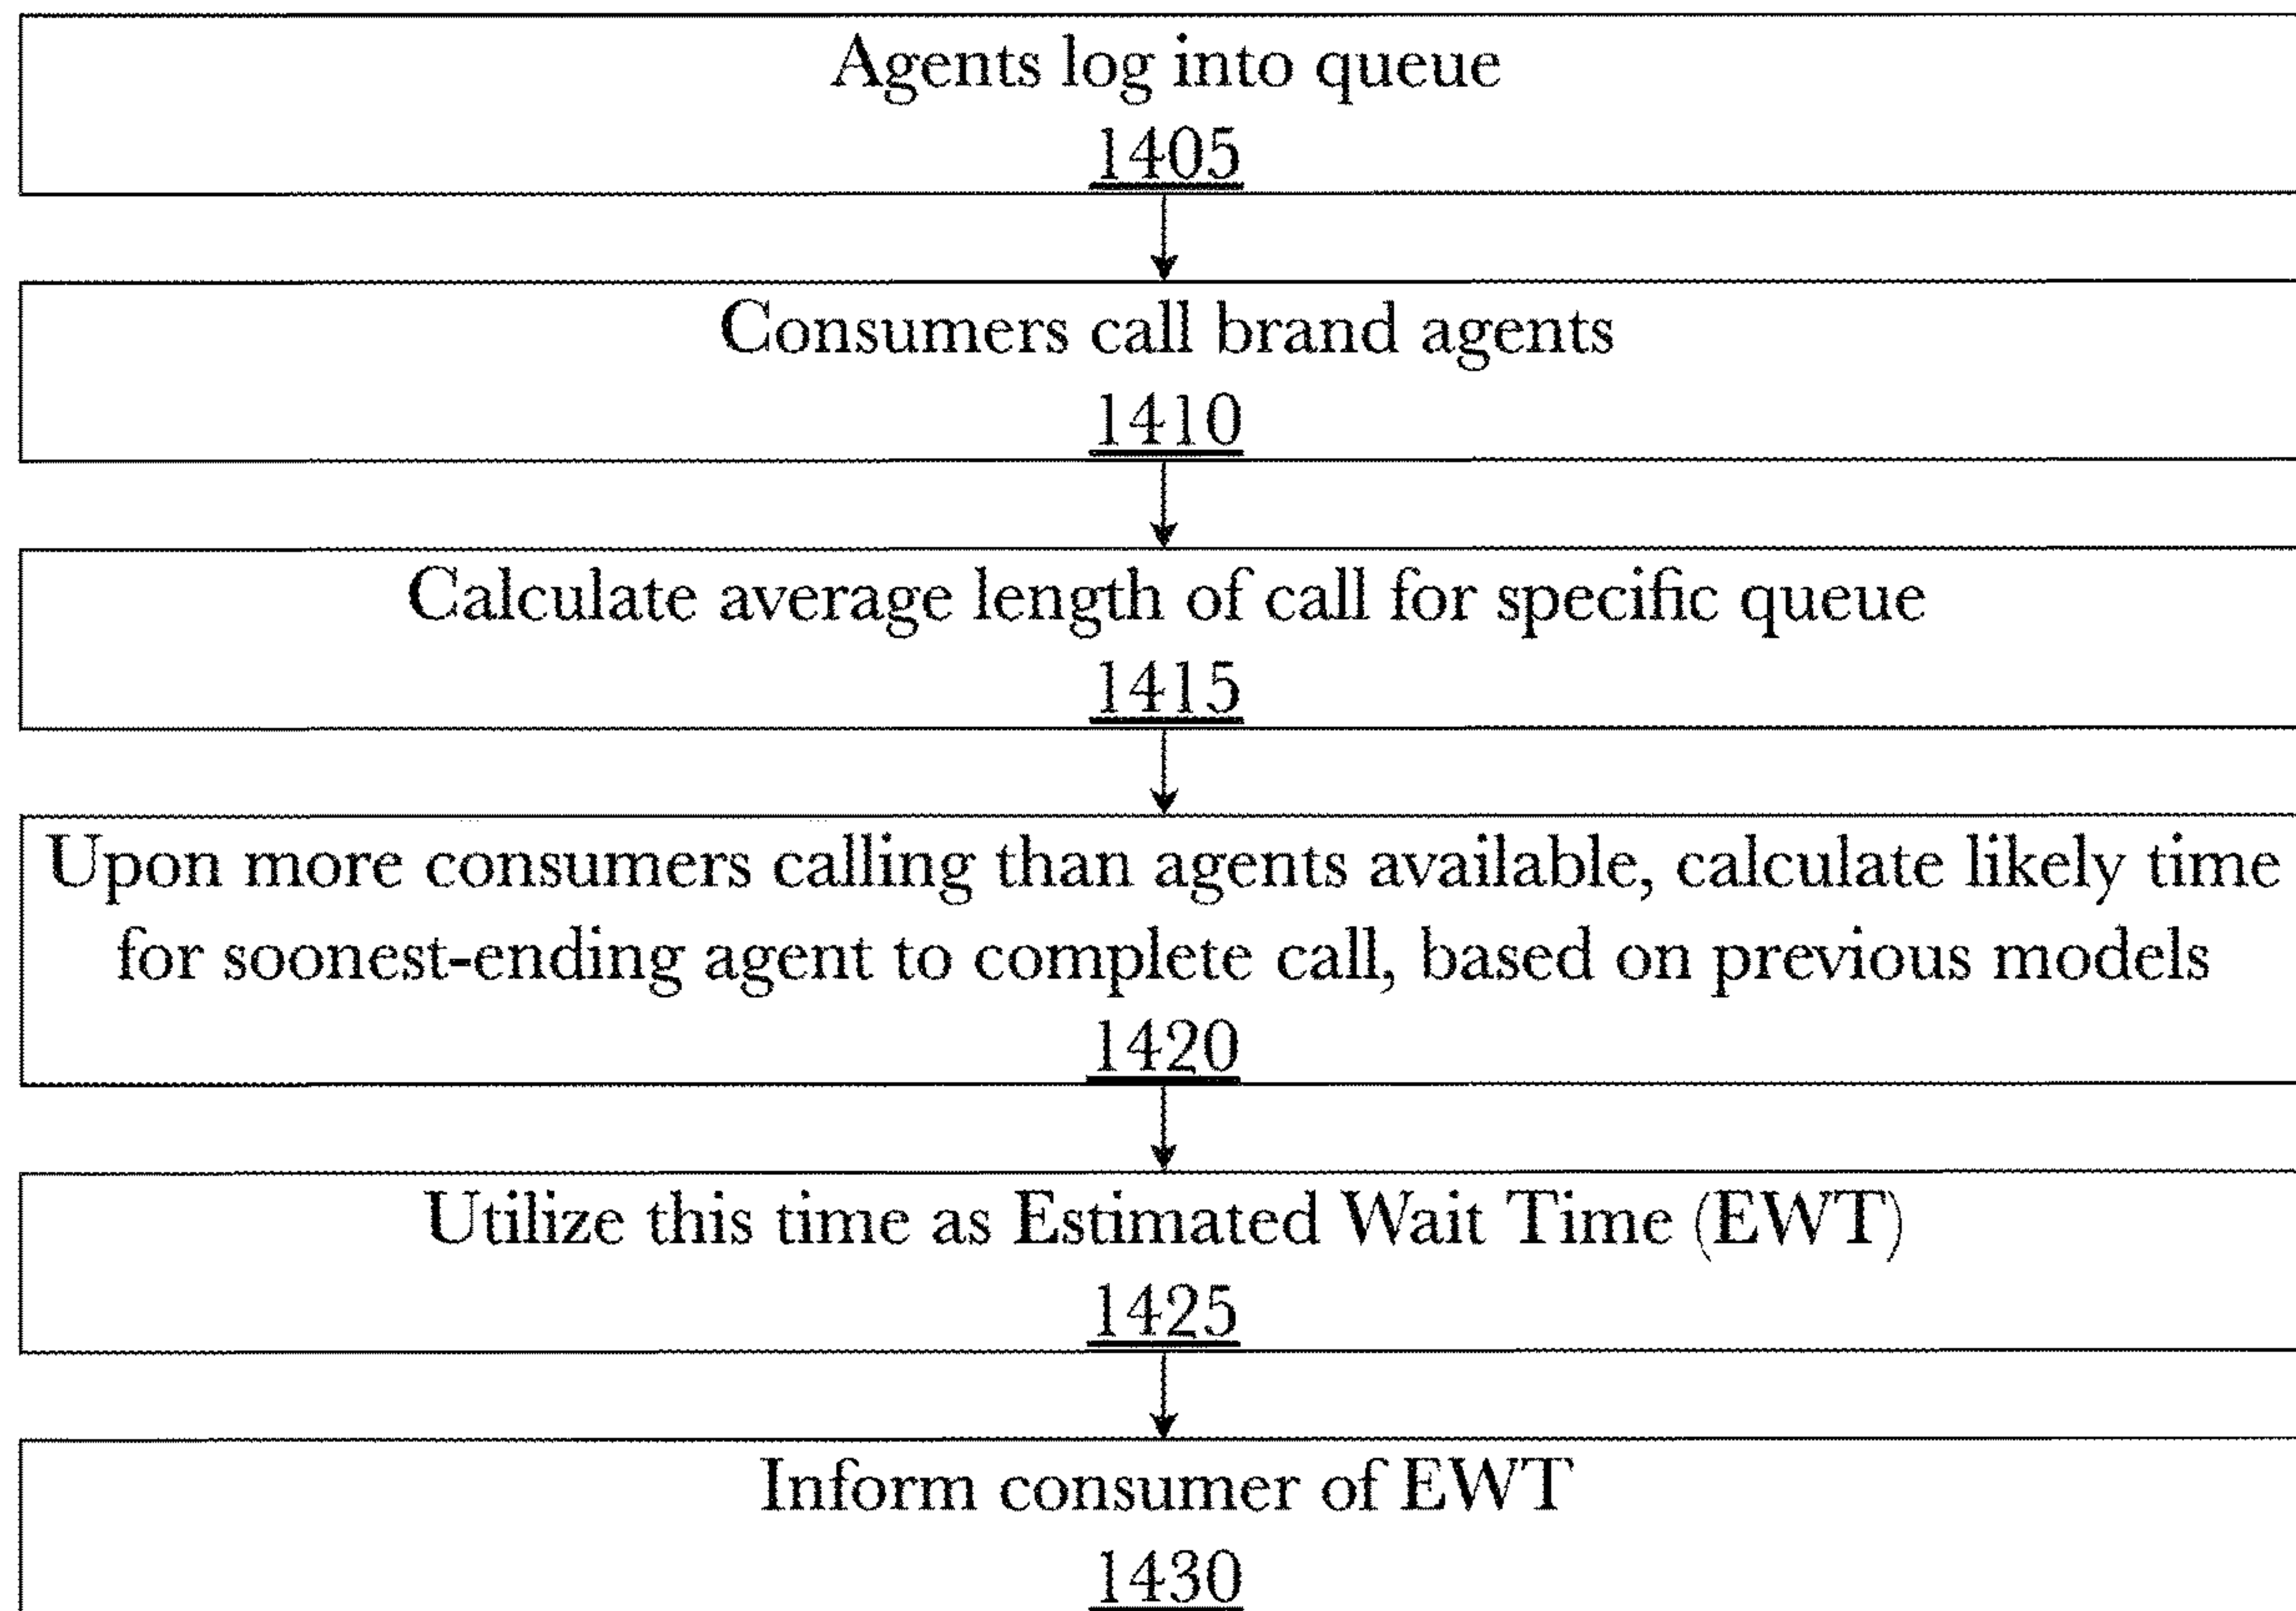 Agents log into queue
1405
Consumers call brand agents
1410
Calculate average length of call for specific queue
1415
Upon more consumers calling than agents available, calculate likely time
for soonest-ending agent to complete call, based on previous models
1420
Utilize this time as Estimated Wait Time (EWT)
1425
Inform consumer of EWT
1430